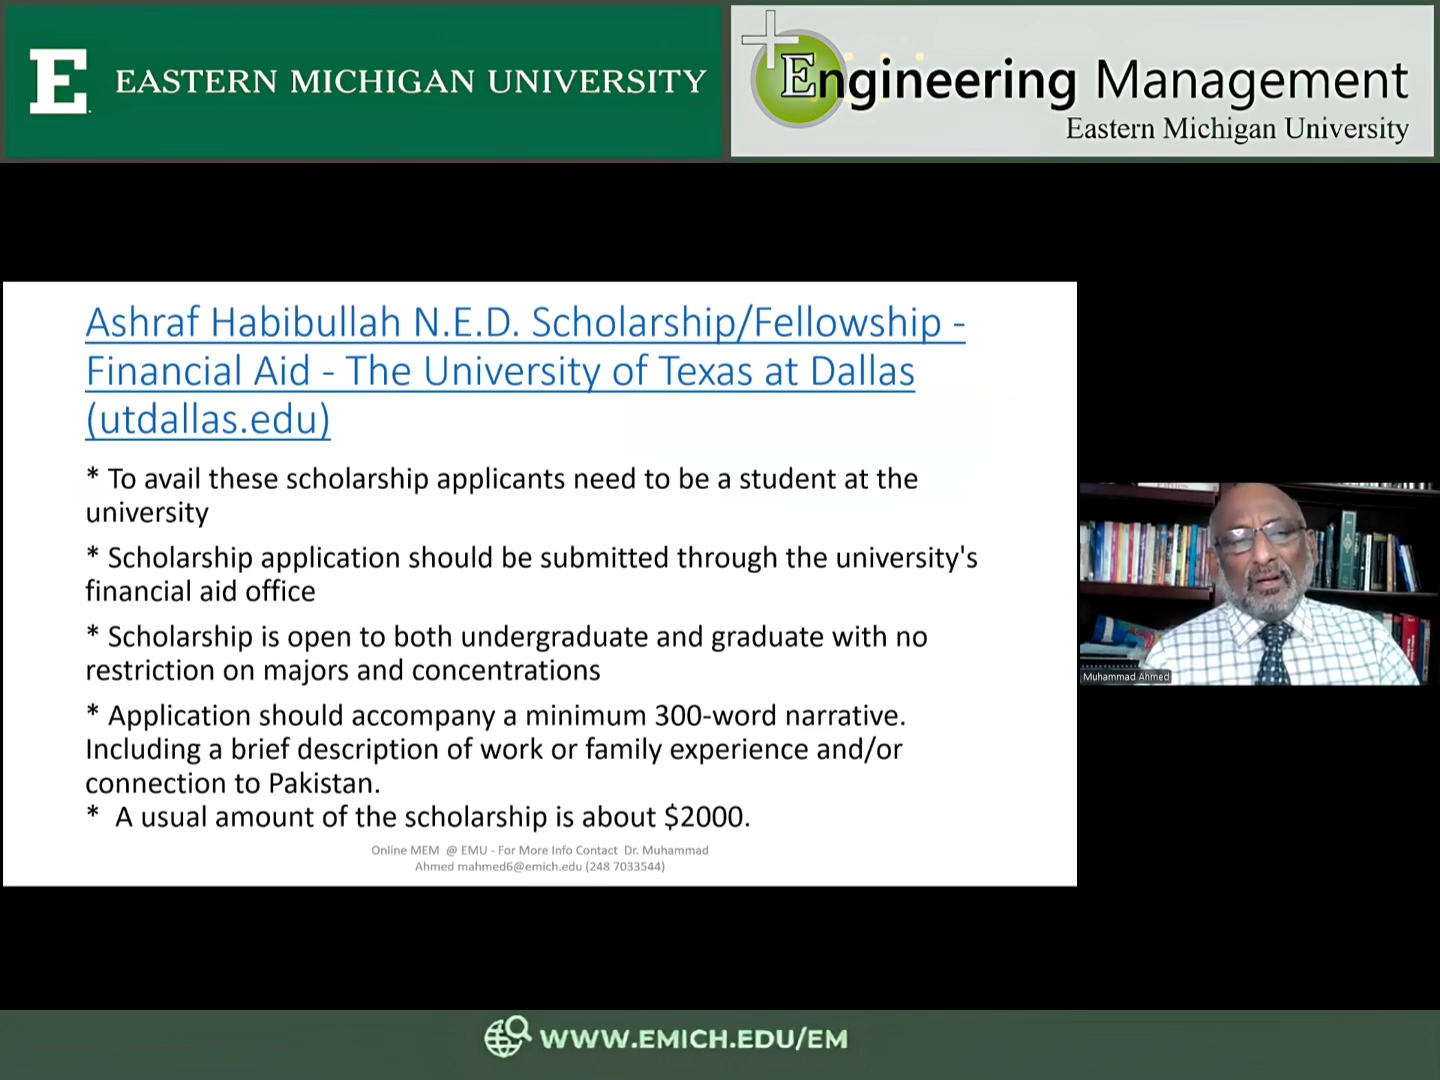 E EASTERN MICHIGAN UNIVERSITY
Engineering Management
Eastern Michigan University
Ashraf Habibullah N.E.D. Scholarship/Fellowship -
Financial Aid - The University of Texas at Dallas
(utdallas.edu)
* To avail these scholarship applicants need to be a student at the
university
* Scholarship application should be submitted through the university's
financial aid office
* Scholarship is open to both undergraduate and graduate with no
restriction on majors and concentrations
* Application should accompany a minimum 300-word narrative.
Including a brief description of work or family experience and/or
connection to Pakistan.
* A usual amount of the scholarship is about $2000.
Online MEM @ EMU - For More Info Contact Dr. Muhammad
Ahmed mahmed6@emich.edu (248 7033544)
Muhammad Ahmed
WWW.EMICH.EDU/EM